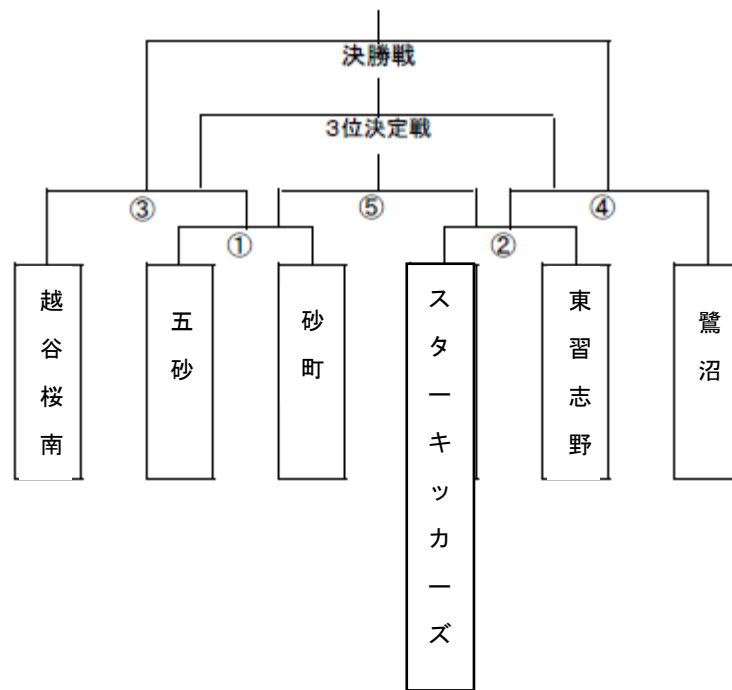 決勝戦
3位決定戦
③
⑤
④
①
②
越谷桜南
五砂
砂町
スターキッカーズ
東習志野
鷺沼